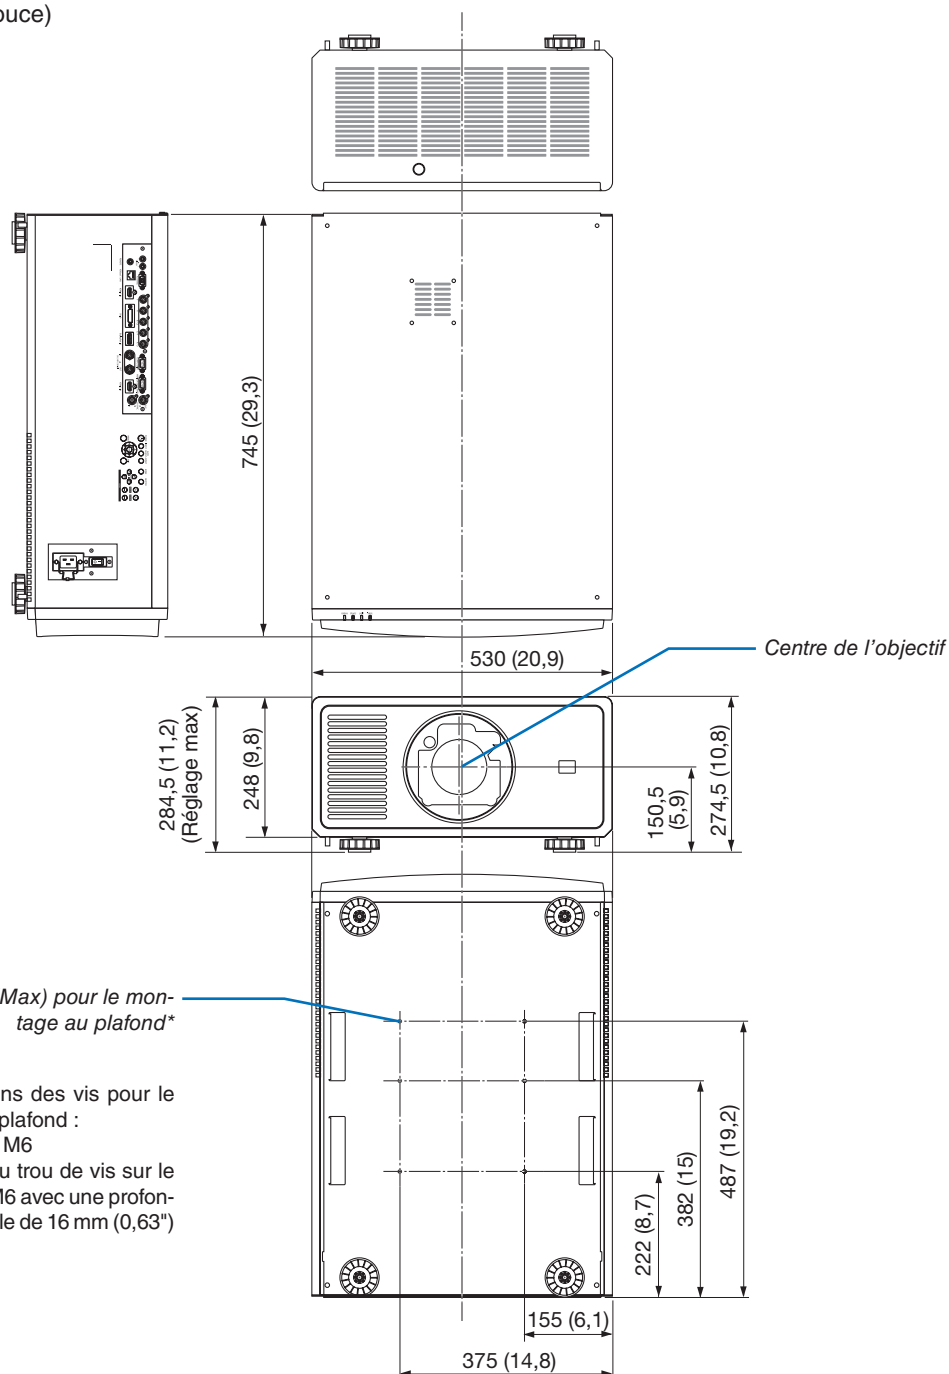 ouce)
745 (29,3)
530 (20,9)
Centre de l’objectif
284,5 (11,2)
(Réglage max)
248 (9,8)
150,5
(5,9)
274,5 (10,8)
Max) pour le mon-
tage au plafond*
ns des vis pour le
plafond :
M6
u trou de vis sur le
M6 avec une profon-
le de 16 mm (0,63")
222 (8,7)
382 (15)
487 (19,2)
155 (6,1)
375 (14,8)